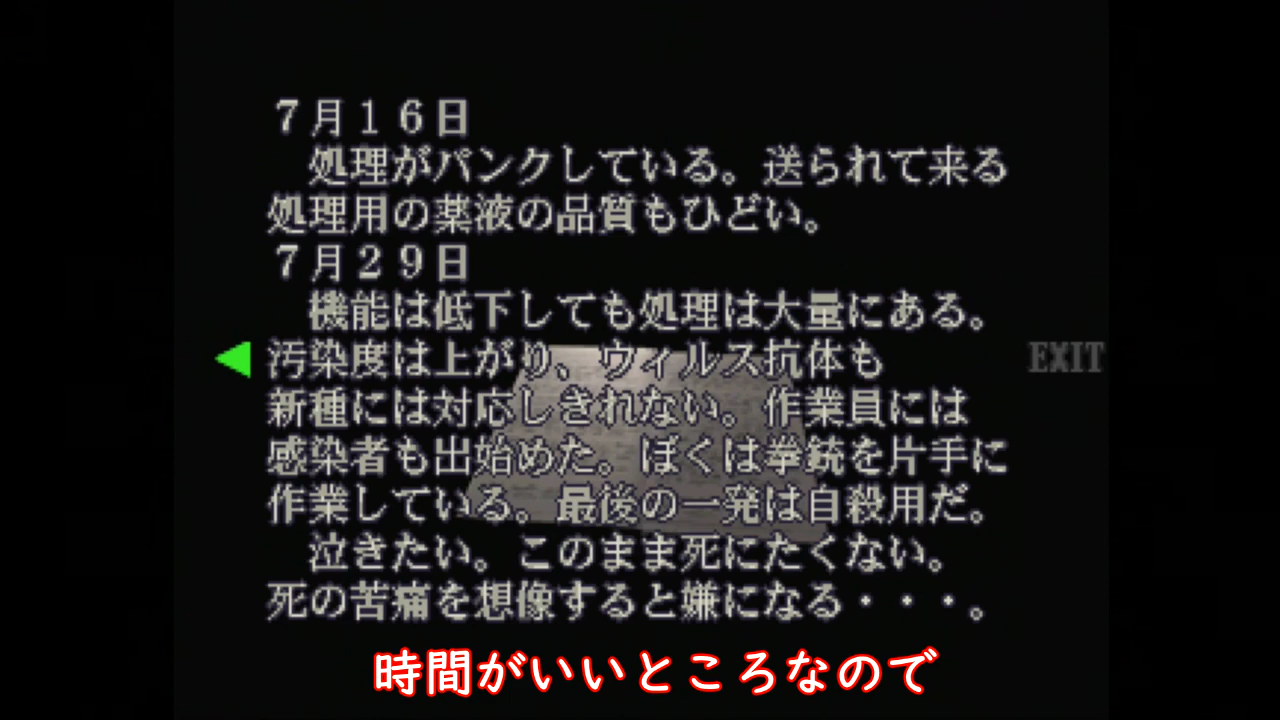 ７月１６日
　処理がパンクしている。送られて来る
処理用の薬液の品質もひどい。
７月２９日
　機能は低下しても処理は大量にある。
汚染度は上がり、ウィルス抗体も
新種には対応しきれない。作業員には
感染者も出始めた。ぼくは拳銃を片手に
作業している。最後の一発は自殺用だ。
　泣きたい。このまま死にたくない。
死の苦痛を想像すると嫌になる・・・。
EXIT
時間がいいところなので